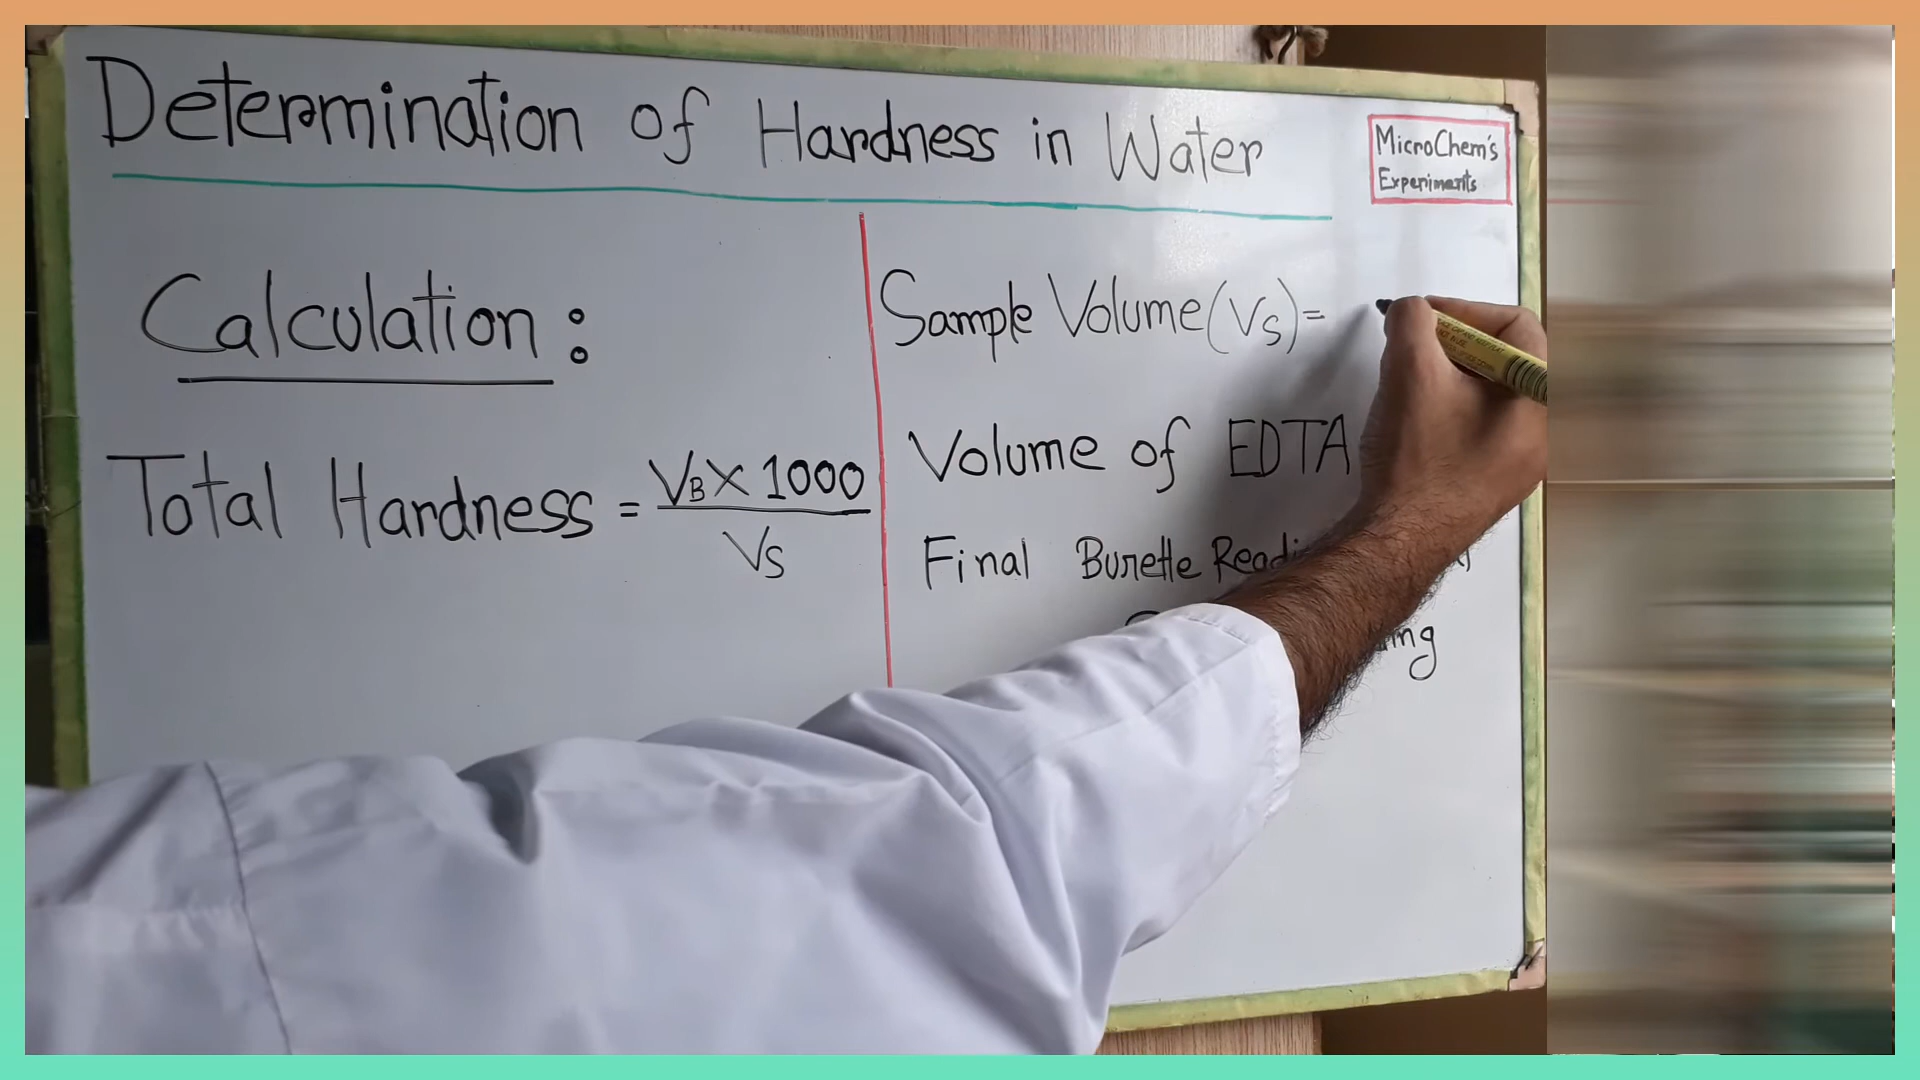 Determination of Hardness in Water
MicroChem's
Experiments
Calculation :
Total Hardness = VB X 1000
VS
Sample Volume (VS) =
Volume of EDTA
Final Burette